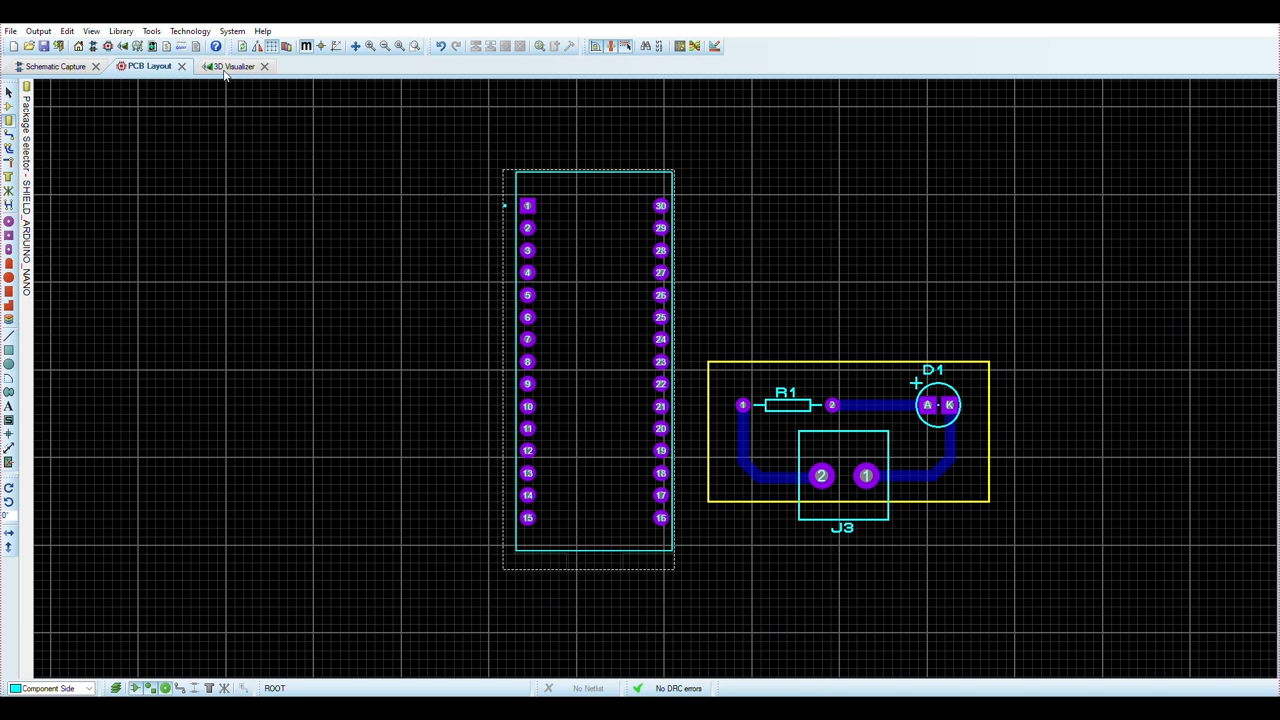 File Output View Edit Library Tools Technology System Help
Schematic Capture PCB Layout 3D Visualizer
Package Selector - SHIELD_ARDUINO_NANO
1 30
2 29
3 28
4 27
5 26
6 25
7 24
8 23
9 22
10 21
11 20
12 19
13 18
14 17
15 16
D1
+
R1
1 2 A K
2 1
J3
0°
Component Side ROOT No Netlist No DRC errors